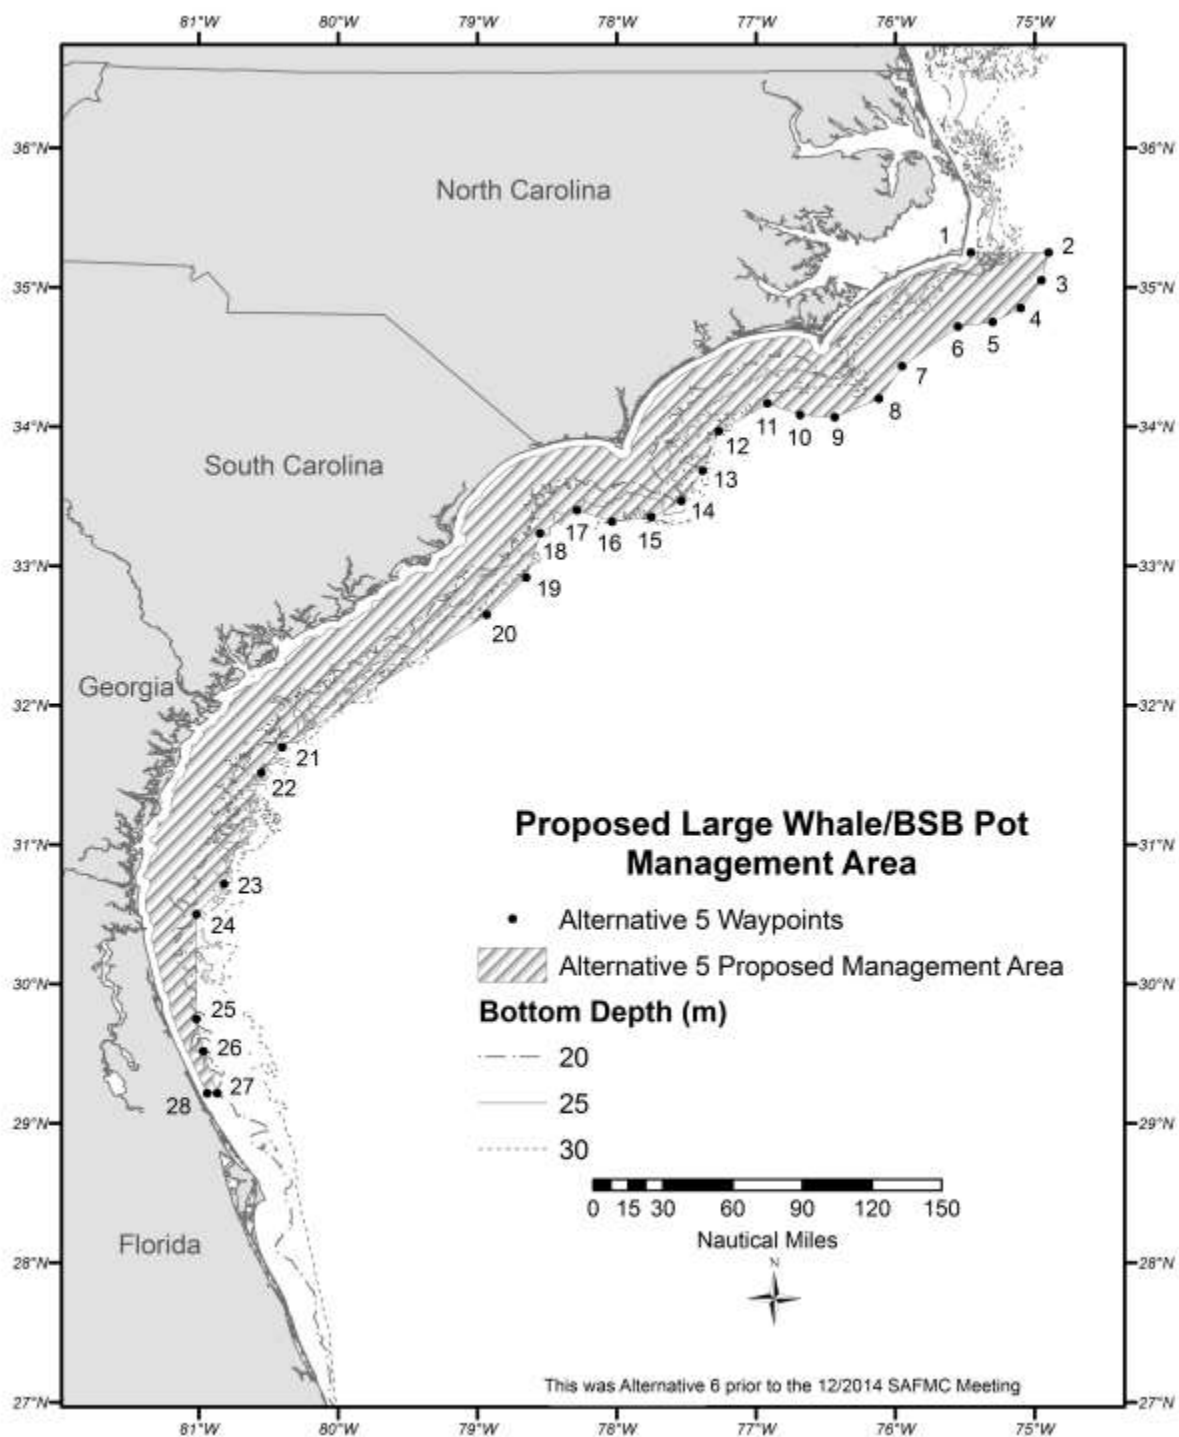 81°W 80°W 79°W 78°W 77°W 76°W 75°W
36°N 36°N
North Carolina
1 2
3
35°N 35°N
4
5
6
7
8
34°N 34°N
9
10
11
12
South Carolina
13
14
15
16
17
18
33°N 33°N
19
20
Georgia
32°N 32°N
21
22
Proposed Large Whale/BSB Pot
Management Area
31°N 31°N
23
24
Alternative 5 Waypoints
Alternative 5 Proposed Management Area
30°N 30°N
25
Bottom Depth (m)
26
20
27
28
25
29°N 29°N
30
0 15 30 60 90 120 150
Nautical Miles
Florida
28°N 28°N
N
This was Alternative 6 prior to the 12/2014 SAFMC Meeting
27°N 27°N
81°W 80°W 79°W 78°W 77°W 76°W 75°W